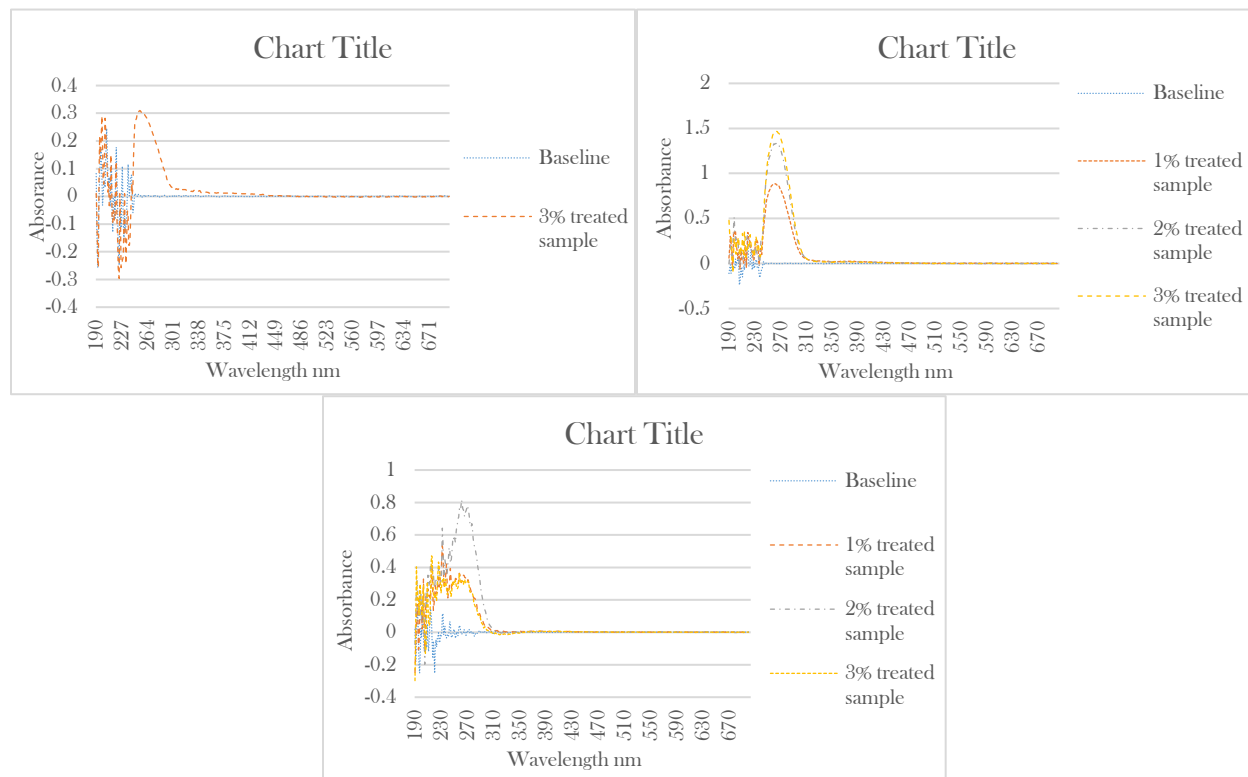 Chart Title
0.4
0.3
0.2
0.1
0
-0.1
-0.2
-0.3
-0.4
Absorance
190
227
264
301
338
375
412
449
486
523
560
597
634
671
Wavelength nm
Baseline
3% treated
sample
Chart Title
2
1.5
1
0.5
0
-0.5
Absorbance
190
230
270
310
350
390
430
470
510
550
590
630
670
Wavelength nm
Baseline
1% treated
sample
2% treated
sample
3% treated
sample
Chart Title
1
0.8
0.6
0.4
0.2
0
-0.2
-0.4
Absorbance
190
230
270
310
350
390
430
470
510
550
590
630
670
Wavelength nm
Baseline
1% treated
sample
2% treated
sample
3% treated
sample